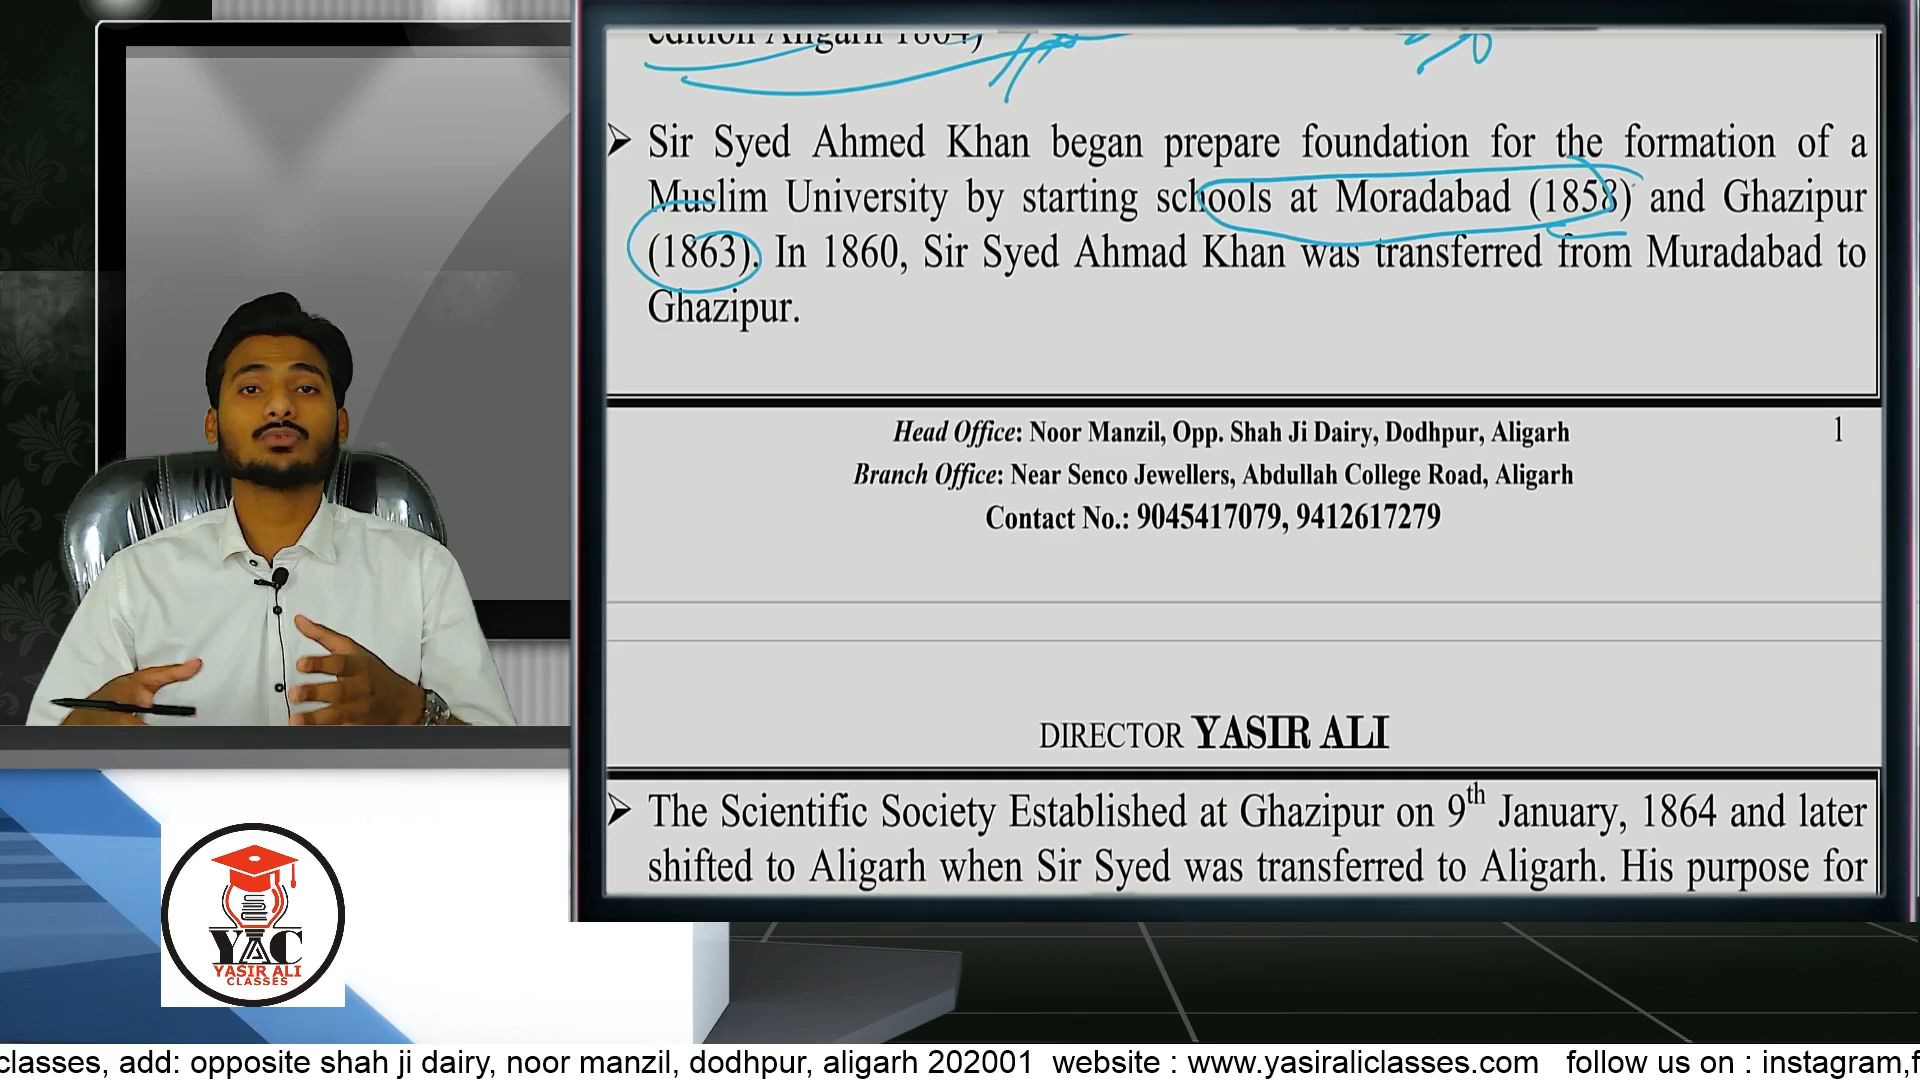 edition Aligarh 1864)
➢ Sir Syed Ahmed Khan began prepare foundation for the formation of a
Muslim University by starting schools at Moradabad (1858) and Ghazipur
(1863). In 1860, Sir Syed Ahmad Khan was transferred from Muradabad to
Ghazipur.
Head Office: Noor Manzil, Opp. Shah Ji Dairy, Dodhpur, Aligarh
1
Branch Office: Near Senco Jewellers, Abdullah College Road, Aligarh
Contact No.: 9045417079, 9412617279
DIRECTOR YASIR ALI
➢ The Scientific Society Established at Ghazipur on 9th January, 1864 and later
shifted to Aligarh when Sir Syed was transferred to Aligarh. His purpose for
YAC
YASIR ALI
CLASSES
classes, add: opposite shah ji dairy, noor manzil, dodhpur, aligarh 202001 website : www.yasiraliclasses.com follow us on : instagram,f